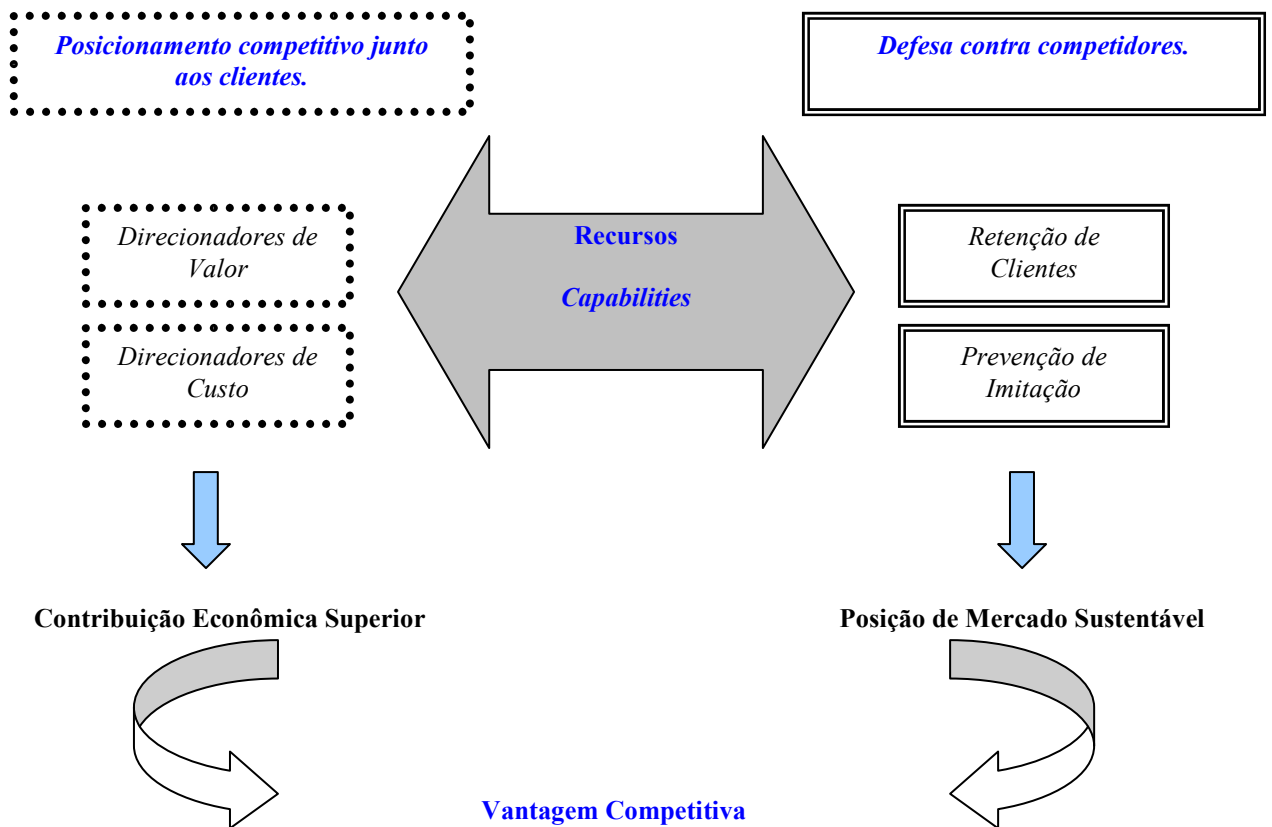 Posicionamento competitivo junto
aos clientes.
Defesa contra competidores.
Direcionadores de
Valor
Direcionadores de
Custo
Recursos
Capabilities
Retenção de
Clientes
Prevenção de
Imitação
Contribuição Econômica Superior
Posição de Mercado Sustentável
Vantagem Competitiva